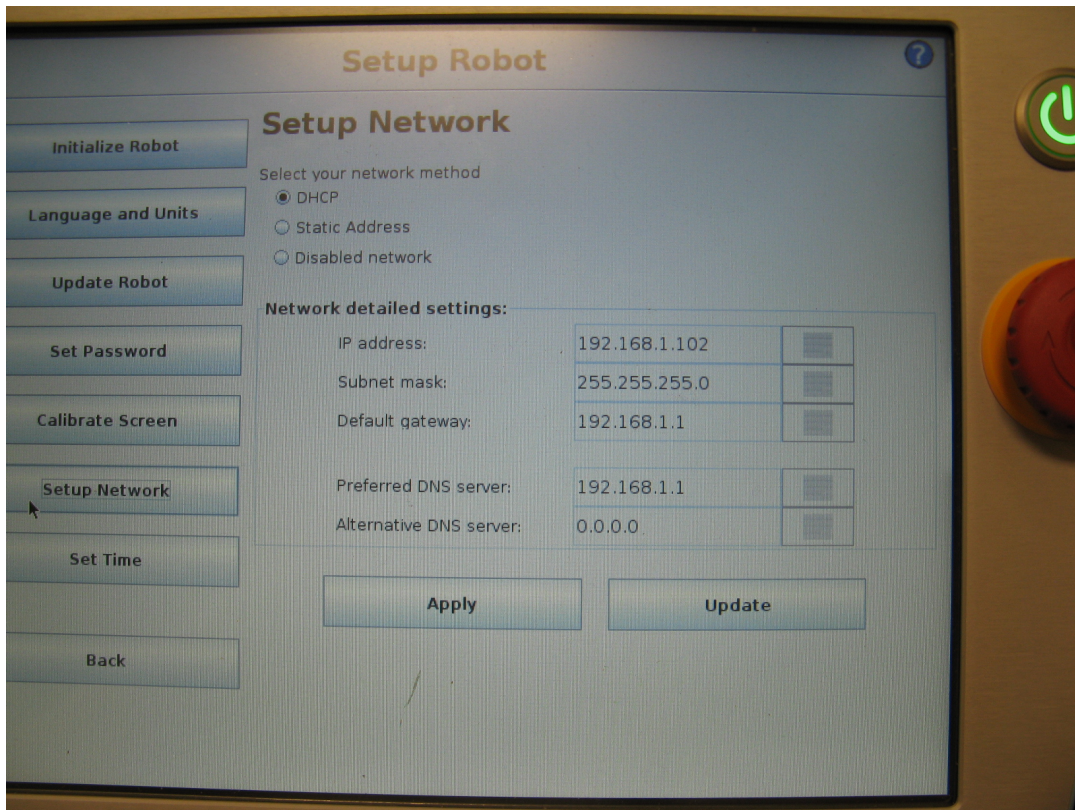 Setup Robot
?
Initialize Robot
Language and Units
Update Robot
Set Password
Calibrate Screen
Setup Network
Set Time
Back
Setup Network
Select your network method
DHCP
Static Address
Disabled network
Network detailed settings:
IP address: 192.168.1.102
Subnet mask: 255.255.255.0
Default gateway: 192.168.1.1
Preferred DNS server: 192.168.1.1
Alternative DNS server: 0.0.0.0
Apply Update